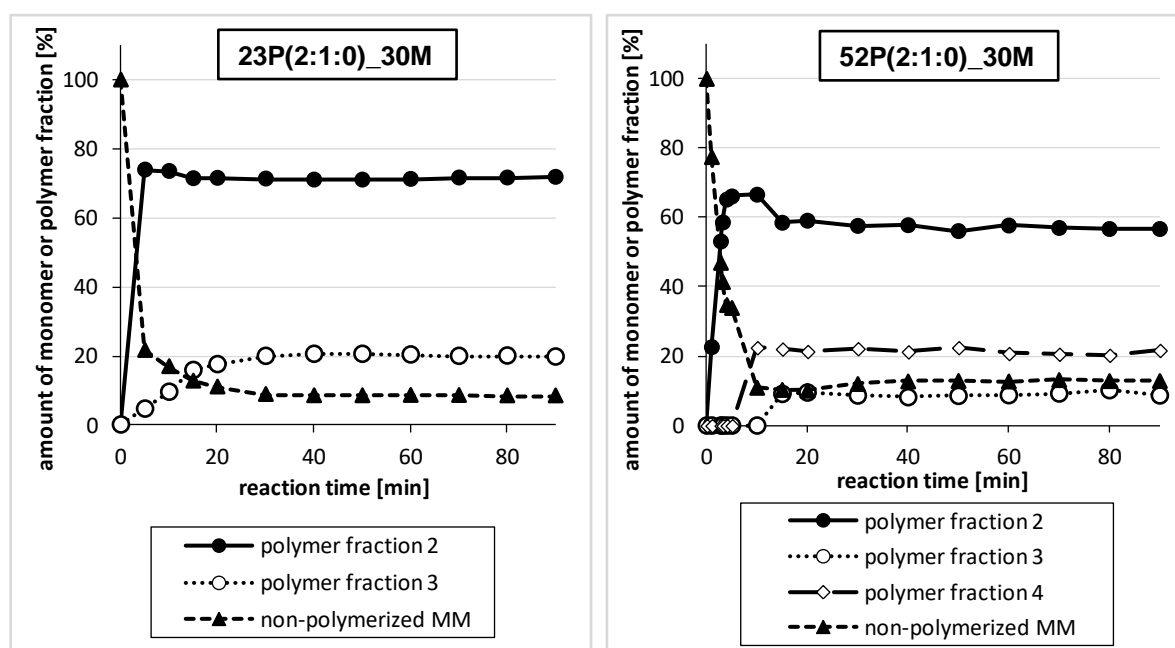 23P(2:1:0)_30M
amount of monomer or polymer fraction [%]
100
80
60
40
20
0
0 20 40 60 80
reaction time [min]
polymer fraction 2
polymer fraction 3
non-polymerized MM
52P(2:1:0)_30M
amount of monomer or polymer fraction [%]
100
80
60
40
20
0
0 20 40 60 80
reaction time [min]
polymer fraction 2
polymer fraction 3
polymer fraction 4
non-polymerized MM